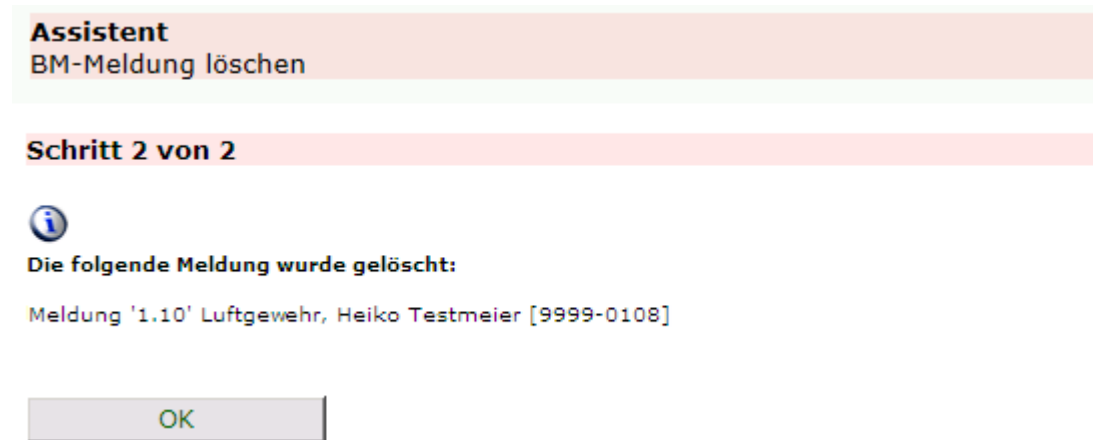 Assistent
BM-Meldung löschen
Schritt 2 von 2
Die folgende Meldung wurde gelöscht:
Meldung '1.10' Luftgewehr, Heiko Testmeier [9999-0108]
OK